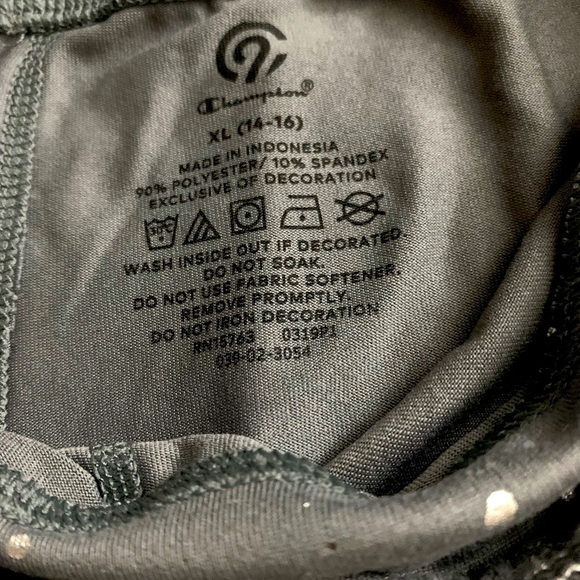 C9
Champion®
XL (14-16)
MADE IN INDONESIA
90% POLYESTER/ 10% SPANDEX
EXCLUSIVE OF DECORATION
30°C
WASH INSIDE OUT IF DECORATED.
DO NOT SOAK.
DO NOT USE FABRIC SOFTENER.
REMOVE PROMPTLY.
DO NOT IRON DECORATION
RN15763 0319P1
039-02-3054